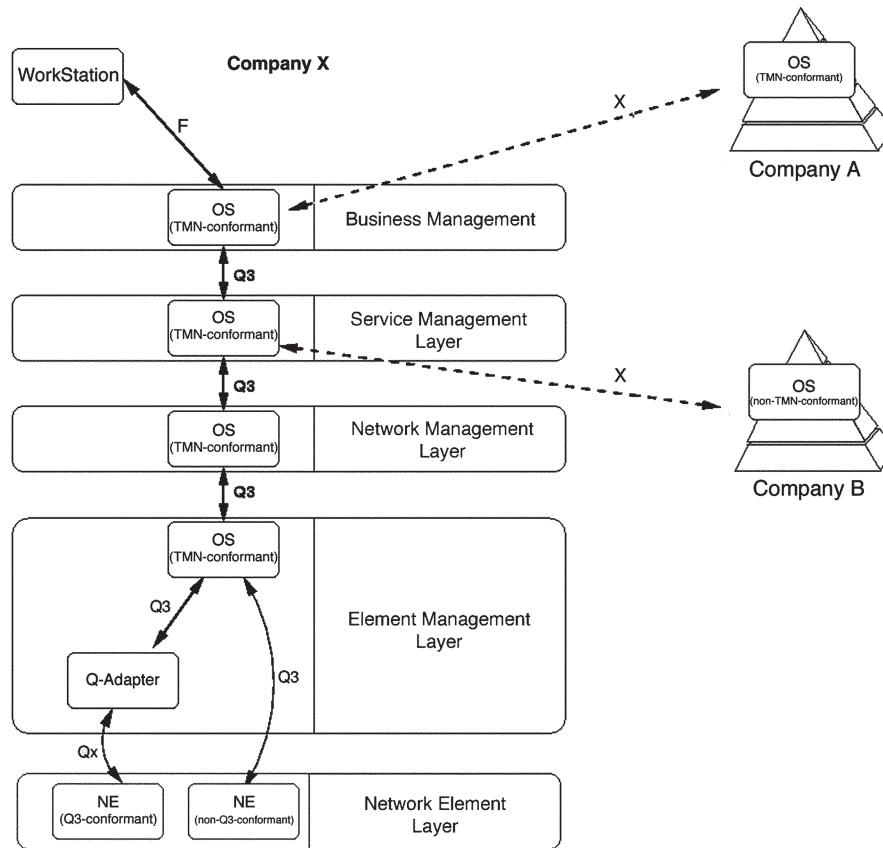 Company X
WorkStation
F
X
OS
(TMN-conformant)
Company A
OS
(TMN-conformant)
Business Management
Q3
OS
(TMN-conformant)
Service Management
Layer
X
OS
(non-TMN-conformant)
Company B
Q3
OS
(TMN-conformant)
Network Management
Layer
Q3
OS
(TMN-conformant)
Element Management
Layer
Q3
Q-Adapter
Q3
Qx
NE
(Q3-conformant)
NE
(non-Q3-conformant)
Network Element
Layer